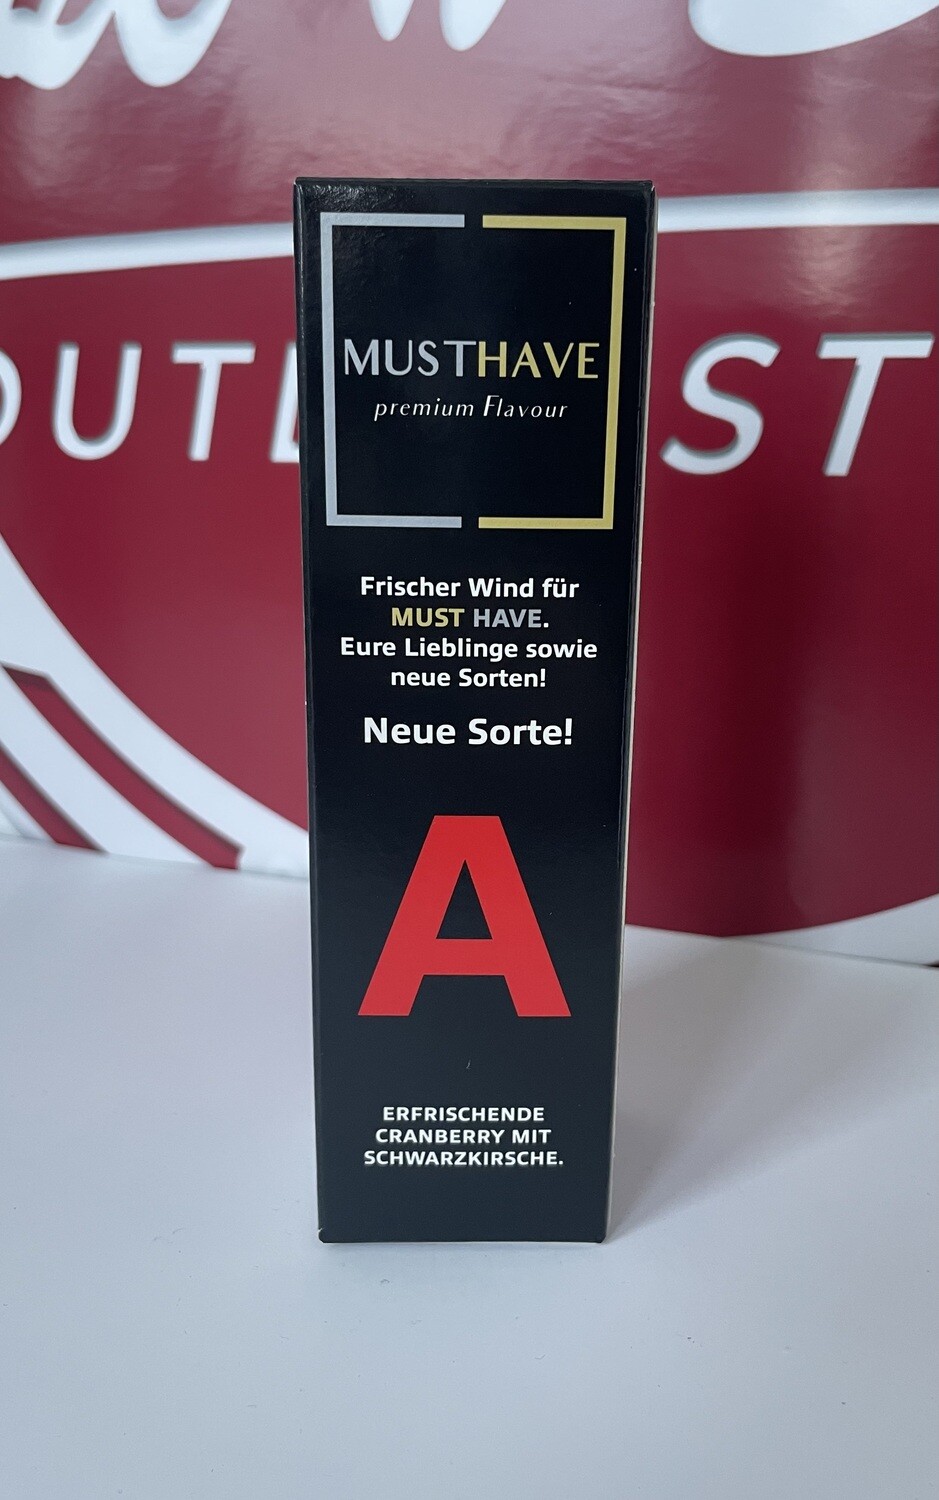 MUSTHAVE
premium Flavour
Frischer Wind für
MUST HAVE.
Eure Lieblinge sowie
neue Sorten!
Neue Sorte!
A
ERFRISCHENDE
CRANBERRY MIT
SCHWARZKIRSCHE.